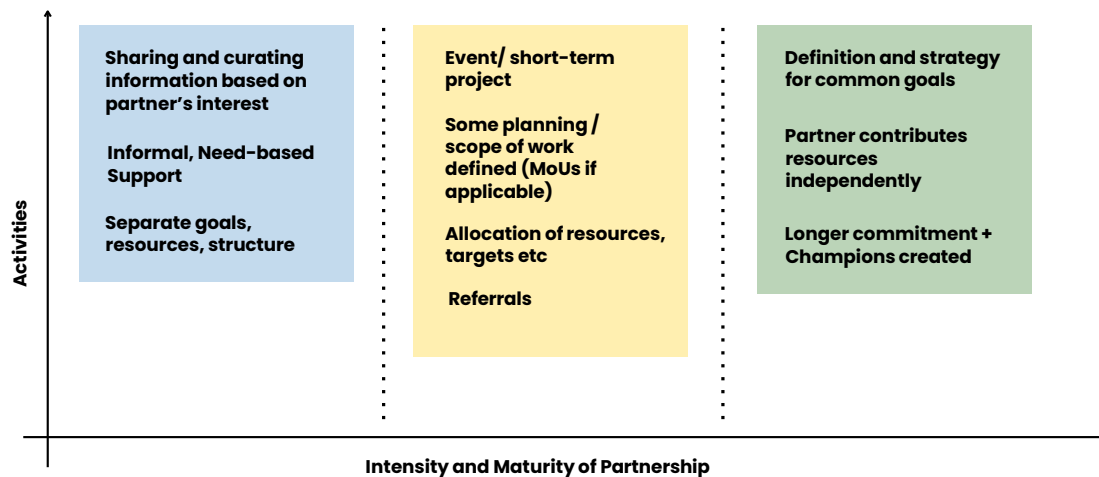 Sharing and curating
information based on
partner's interest
Informal, Need-based
Support
Separate goals,
resources, structure
Event/ short-term
project
Some planning /
scope of work
defined (MoUs if
applicable)
Allocation of resources,
targets etc
Referrals
Definition and strategy
for common goals
Partner contributes
resources
independently
Longer commitment +
Champions created
Activities
Intensity and Maturity of Partnership